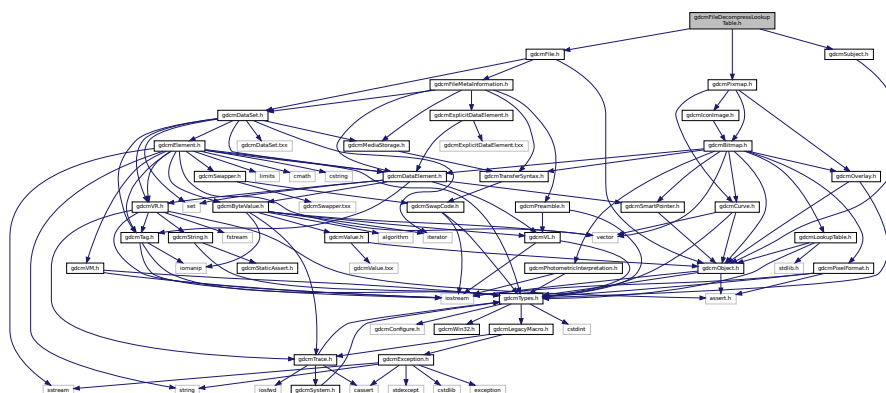 gdcmFileDecompressLookup
Table.h
gdcmFile.h
gdcmSubject.h
gdcmFileMetaInformation.h
gdcmPixmap.h
gdcmDataSet.h
gdcmExplicitDataElement.h
gdcmIconImage.h
gdcmElement.h
gdcmDataSet.txx
gdcmMediaStorage.h
gdcmExplicitDataElement.txx
gdcmBitmap.h
gdcmSwapper.h
limits
cmath
cstring
gdcmDataElement.h
gdcmTransferSyntax.h
gdcmOverlay.h
gdcmVR.h
set
gdcmByteValue.h
gdcmSwapper.txx
gdcmSwapCode.h
gdcmPreamble.h
gdcmSmartPointer.h
gdcmCurve.h
gdcmTag.h
gdcmString.h
fstream
gdcmValue.h
algorithm
iterator
gdcmVL.h
vector
gdcmLookupTable.h
gdcmVM.h
iomanip
gdcmStaticAssert.h
gdcmValue.txx
gdcmPhotometricInterpretation.h
gdcmObject.h
stdlib.h
gdcmPixelFormat.h
iostream
gdcmTypes.h
assert.h
gdcmConfigure.h
gdcmWin32.h
gdcmLegacyMacro.h
cstdint
gdcmTrace.h
gdcmException.h
sstream
string
iosfwd
gdcmSystem.h
cassert
stdexcept
cstdlib
exception